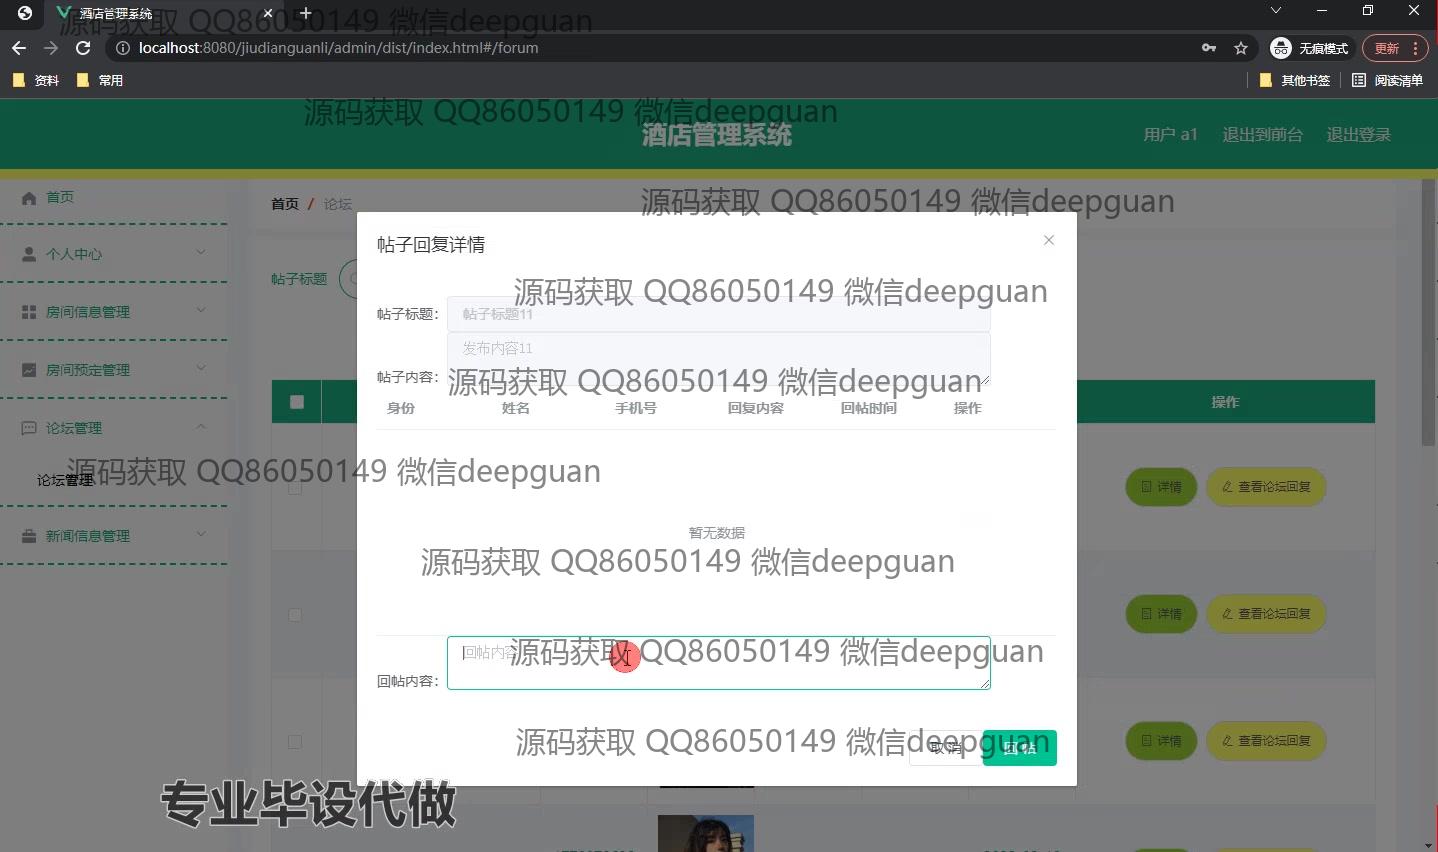 酒店管理系统
源码获取 QQ86050149 微信deepguan
localhost:8080/jiudianguanli/admin/dist/index.html#/forum
无痕模式
更新
资料
常用
其他书签
阅读清单
源码获取 QQ86050149 微信deepguan
酒店管理系统
用户 a1
退出到前台
退出登录
首页
首页 / 论坛
源码获取 QQ86050149 微信deepguan
帖子回复详情
个人中心
帖子标题
源码获取 QQ86050149 微信deepguan
房间信息管理
帖子标题：
帖子标题11
发布内容11
房间预定管理
帖子内容：
源码获取 QQ86050149 微信deepguan
身份 姓名 手机号 回复内容 回帖时间 操作
操作
论坛管理
论坛管理
源码获取 QQ86050149 微信deepguan
详情 查看论坛回复
新闻信息管理
暂无数据
源码获取 QQ86050149 微信deepguan
详情 查看论坛回复
回帖内容
源码获取 QQ86050149 微信deepguan
回帖内容：
源码获取 QQ86050149 微信deepguan
取消
回帖
详情 查看论坛回复
专业毕设代做